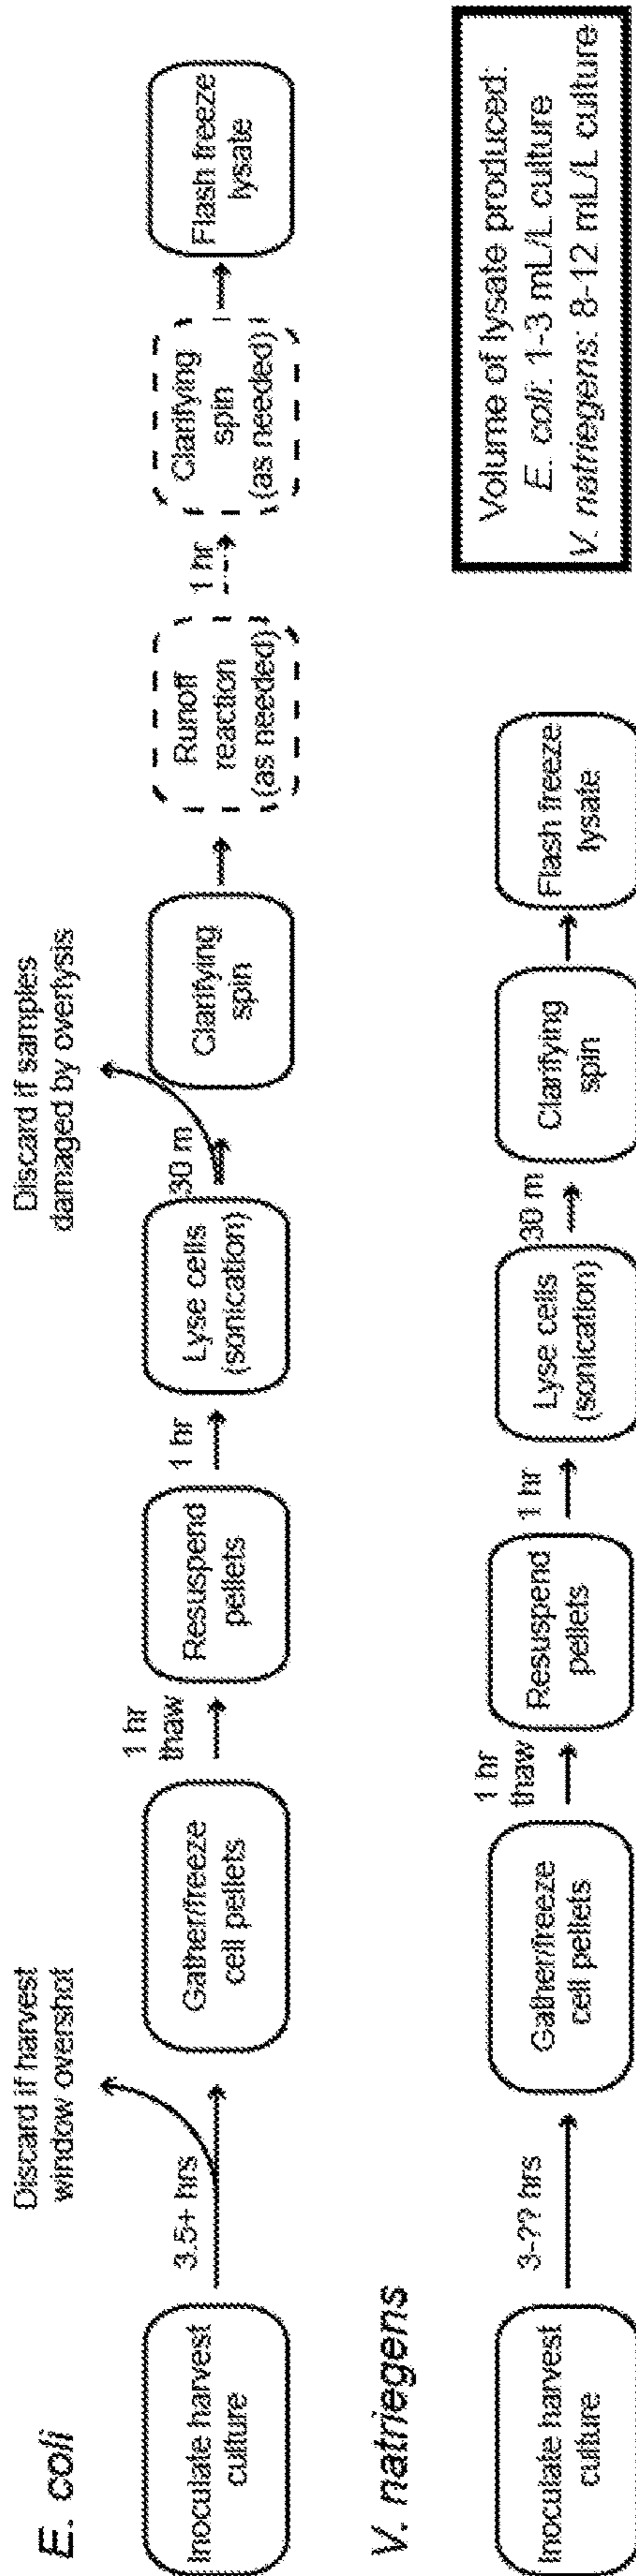 E. coli
Inoculate harvest
culture
3.5+ hrs
Discard if harvest
window overshot
Gather/freeze
cell pellets
1 hr
thaw
Resuspend
pellets
1 hr
Lyse cells
(sonication)
30 m
Discard if samples
damaged by overlysis
Clarifying
spin
Runoff
reaction
(as needed)
1 hr
Clarifying
spin
(as needed)
Flash freeze
lysate
V. natriegens
Inoculate harvest
culture
3-?? hrs
Gather/freeze
cell pellets
1 hr
thaw
Resuspend
pellets
1 hr
Lyse cells
(sonication)
30 m
Clarifying
spin
Flash freeze
lysate
Volume of lysate produced:
E. coli: 1-3 mL/L culture
V. natriegens: 8-12 mL/L culture